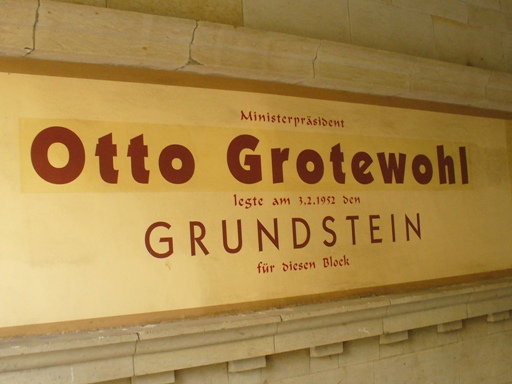 Ministerpräsident
Otto Grotewohl
legte am 3.2.1952 den
GRUNDSTEIN
für diesen Block